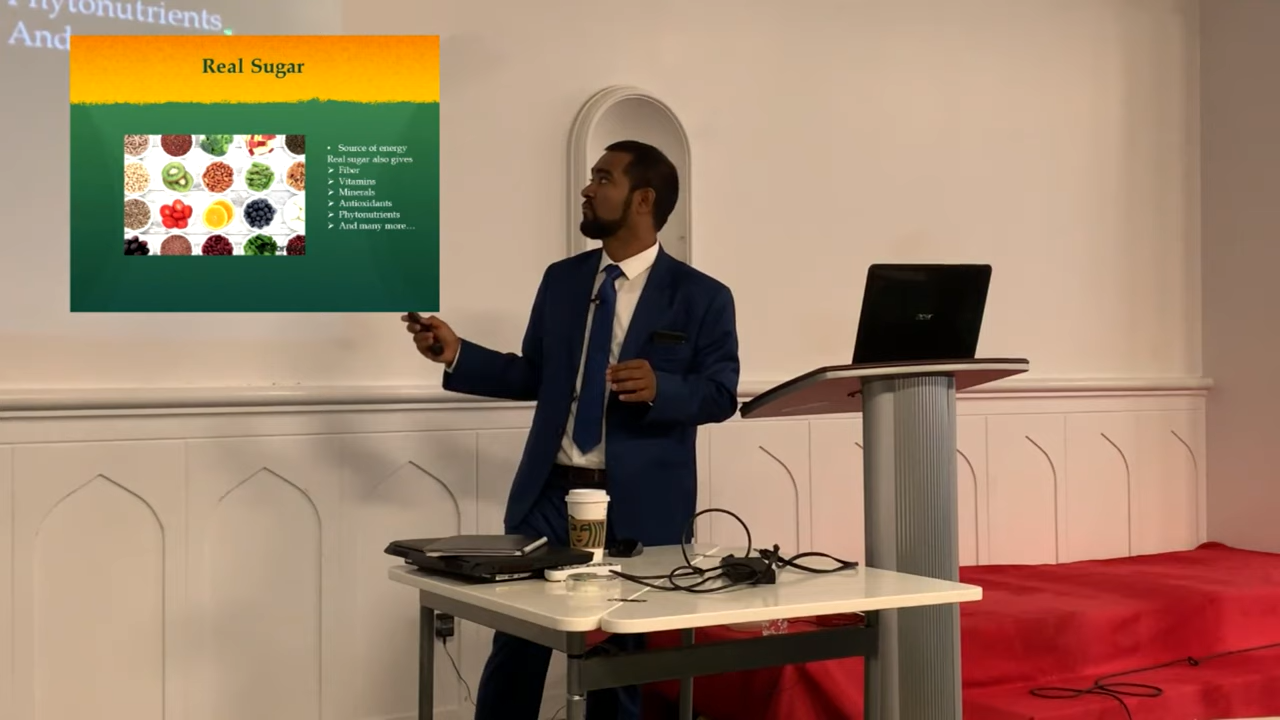 Phytonutrients
And
Real Sugar
• Source of energy
Real sugar also gives
➢ Fiber
➢ Vitamins
➢ Minerals
➢ Antioxidants
➢ Phytonutrients
➢ And many more...
acer